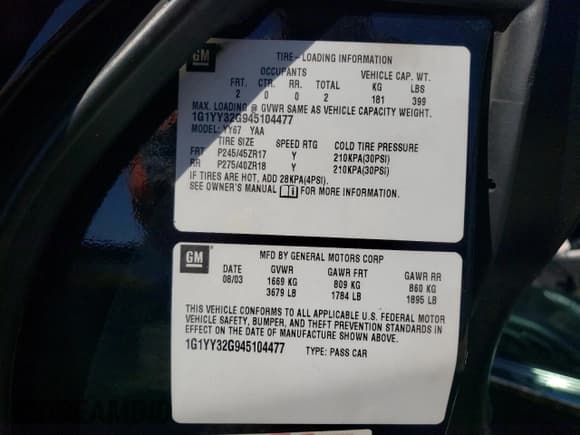 GM
TIRE-LOADING INFORMATION
OCCUPANTS VEHICLE CAP. WT.
FRT. CTR. RR. TOTAL KG LBS
2 0 0 2 181 399
MAX. LOADING @ GVWR SAME AS VEHICLE CAPACITY WEIGHT.
1G1YY32G945104477
MODEL: YY67 YAA
TIRE SIZE SPEED RTG COLD TIRE PRESSURE
FRT P245/45ZR17 Y 210KPA(30PSI)
RR P275/40ZR18 Y 210KPA(30PSI)
IF TIRES ARE HOT, ADD 28KPA(4PSI).
SEE OWNER'S MANUAL FOR MORE INFORMATION.
GM
MFD BY GENERAL MOTORS CORP
DATE GVWR GAWR FRT GAWR RR
08/03 1669 KG 809 KG 860 KG
3679 LB 1784 LB 1895 LB
THIS VEHICLE CONFORMS TO ALL APPLICABLE U.S. FEDERAL MOTOR
VEHICLE SAFETY, BUMPER, AND THEFT PREVENTION STANDARDS IN
EFFECT ON THE DATE OF MANUFACTURE SHOWN ABOVE.
1G1YY32G945104477 TYPE: PASS CAR